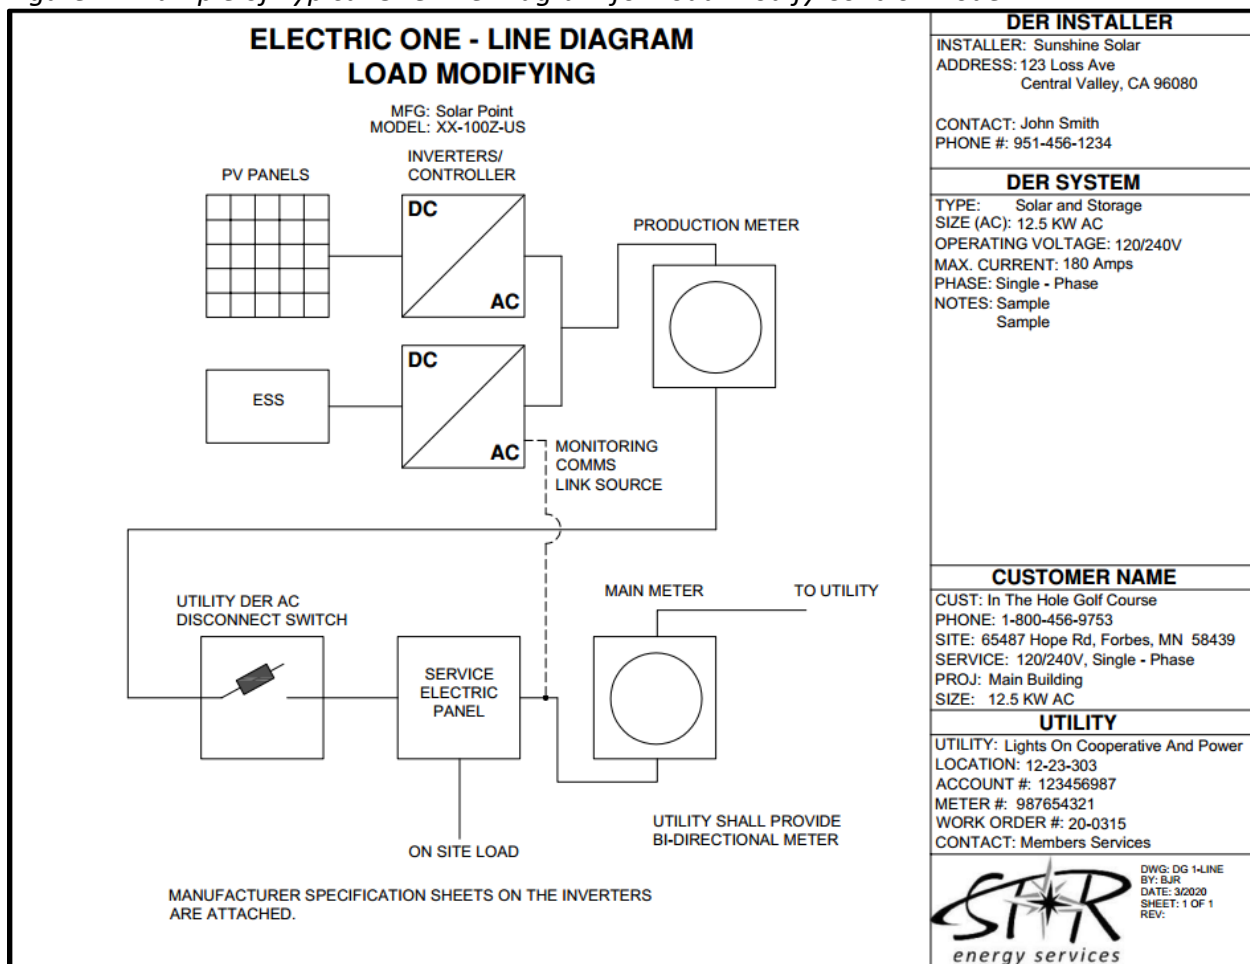 ELECTRIC ONE - LINE DIAGRAM
LOAD MODIFYING
MFG: Solar Point
MODEL: XX-100Z-US
PV PANELS
INVERTERS/
CONTROLLER
DC
AC
PRODUCTION METER
ESS
DC
AC
MONITORING
COMMS
LINK SOURCE
UTILITY DER AC
DISCONNECT SWITCH
SERVICE
ELECTRIC
PANEL
MAIN METER
TO UTILITY
ON SITE LOAD
UTILITY SHALL PROVIDE
BI-DIRECTIONAL METER
MANUFACTURER SPECIFICATION SHEETS ON THE INVERTERS
ARE ATTACHED.
DER INSTALLER
INSTALLER: Sunshine Solar
ADDRESS: 123 Loss Ave
Central Valley, CA 96080
CONTACT: John Smith
PHONE #: 951-456-1234
DER SYSTEM
TYPE: Solar and Storage
SIZE (AC): 12.5 KW AC
OPERATING VOLTAGE: 120/240V
MAX. CURRENT: 180 Amps
PHASE: Single - Phase
NOTES: Sample
Sample
CUSTOMER NAME
CUST: In The Hole Golf Course
PHONE: 1-800-456-9753
SITE: 65487 Hope Rd, Forbes, MN 58439
SERVICE: 120/240V, Single - Phase
PROJ: Main Building
SIZE: 12.5 KW AC
UTILITY
UTILITY: Lights On Cooperative And Power
LOCATION: 12-23-303
ACCOUNT #: 123456987
METER #: 987654321
WORK ORDER #: 20-0315
CONTACT: Members Services
STAR
energy services
DWG: DG 1-LINE
BY: BJR
DATE: 3/2020
SHEET: 1 OF 1
REV: